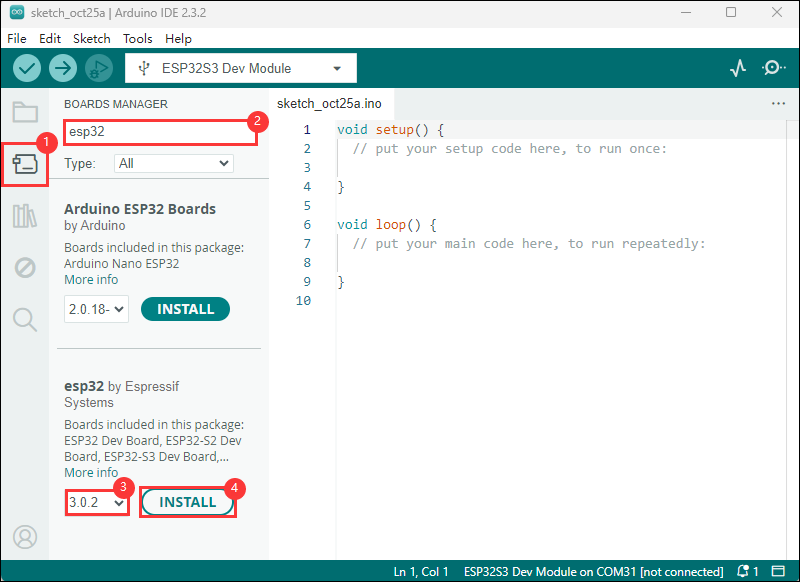 sketch_oct25a | Arduino IDE 2.3.2
File Edit Sketch Tools Help
ESP32S3 Dev Module
BOARDS MANAGER
esp32
2
1
Type: All
Arduino ESP32 Boards
by Arduino
Boards included in this package:
Arduino Nano ESP32
More info
2.0.18- INSTALL
esp32 by Espressif
Systems
Boards included in this package:
ESP32 Dev Board, ESP32-S2 Dev
Board, ESP32-S3 Dev Board,...
More info
3
4
3.0.2 INSTALL
sketch_oct25a.ino
1 void setup() {
2 // put your setup code here, to run once:
3
4 }
5
6 void loop() {
7 // put your main code here, to run repeatedly:
8
9 }
10
Ln 1, Col 1 ESP32S3 Dev Module on COM31 [not connected] 1